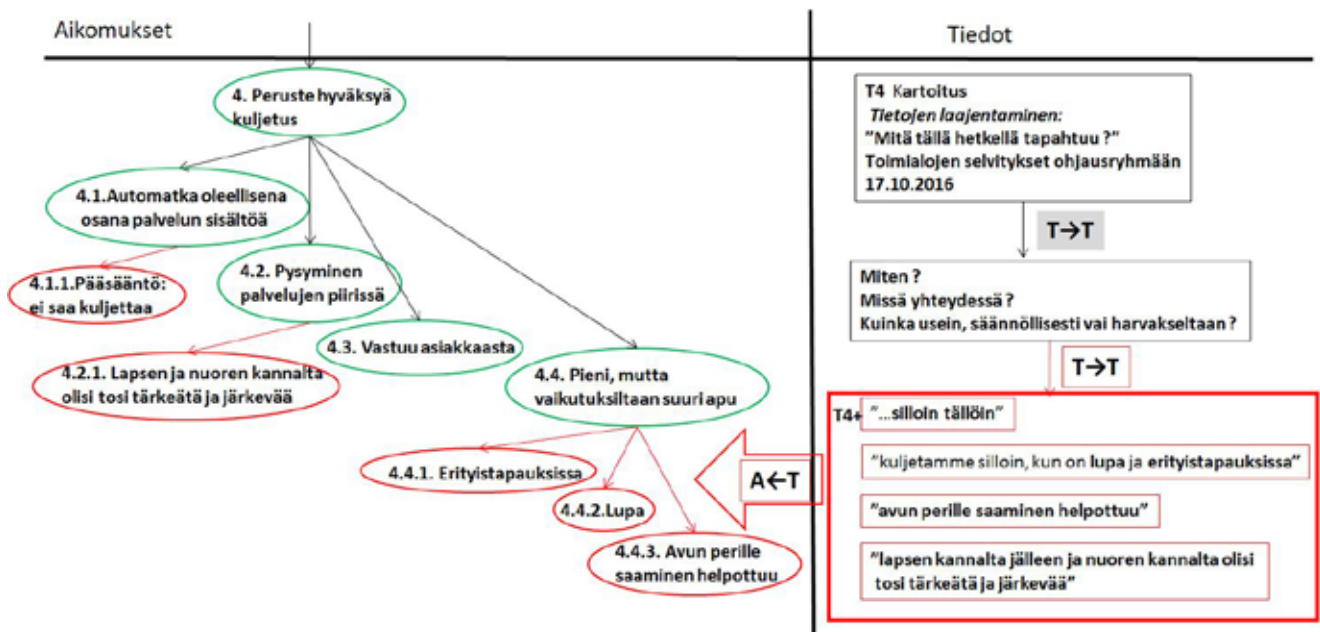 Aikomukset
4. Peruste hyväksyä
kuljetus
4.1.Automatka oleellisena
osana palvelun sisältöä
4.1.1.Pääsääntö:
ei saa kuljettaa
4.2. Pysyminen
palvelujen piirissä
4.2.1. Lapsen ja nuoren kannalta
olisi tosi tärkeätä ja järkevää
4.3. Vastuu asiakkaasta
4.4. Pieni, mutta
vaikutuksiltaan suuri apu
4.4.1. Erityistapauksissa
4.4.2.Lupa
4.4.3. Avun perille
saaminen helpottuu
A←T
Tiedot
T4 Kartoitus
Tietojen laajentaminen:
”Mitä tällä hetkellä tapahtuu ?”
Toimialojen selvitykset ohjausryhmään
17.10.2016
T→T
Miten ?
Missä yhteydessä ?
Kuinka usein, säännöllisesti vai harvakseltaan ?
T→T
T4+ ”...silloin tällöin”
”kuljetamme silloin, kun on lupa ja erityistapauksissa”
”avun perille saaminen helpottuu”
”lapsen kannalta jälleen ja nuoren kannalta olisi
tosi tärkeätä ja järkevää”